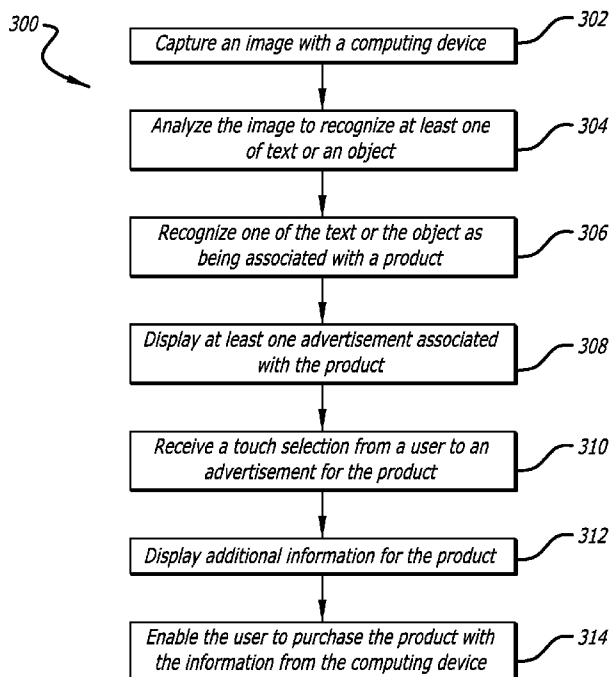 300
302
Capture an image with a computing device
304
Analyze the image to recognize at least one
of text or an object
306
Recognize one of the text or the object as
being associated with a product
308
Display at least one advertisement associated
with the product
310
Receive a touch selection from a user to an
advertisement for the product
312
Display additional information for the product
314
Enable the user to purchase the product with
the information from the computing device